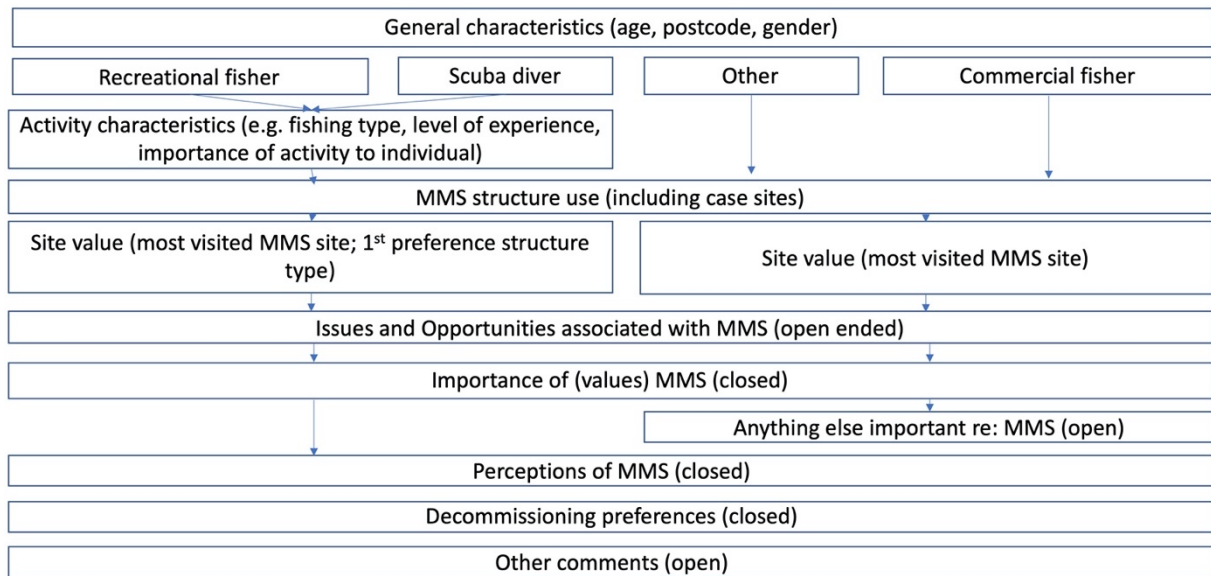 General characteristics (age, postcode, gender)
Recreational fisher
Scuba diver
Other
Commercial fisher
Activity characteristics (e.g. fishing type, level of experience,
importance of activity to individual)
MMS structure use (including case sites)
Site value (most visited MMS site; 1st preference structure
type)
Site value (most visited MMS site)
Issues and Opportunities associated with MMS (open ended)
Importance of (values) MMS (closed)
Anything else important re: MMS (open)
Perceptions of MMS (closed)
Decommissioning preferences (closed)
Other comments (open)